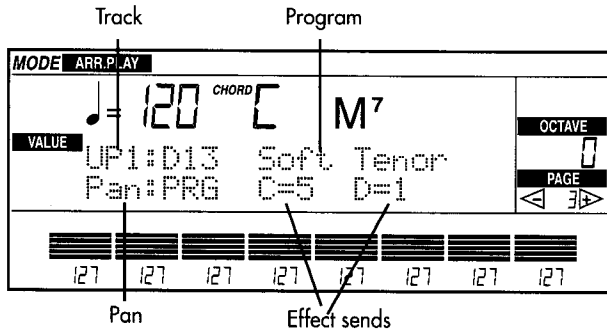 Track Program
MODE ARR.PLAY
♩= 120 CHORD C M7
OCTAVE
VALUE
0
UP1:D13 Soft Tenor
PAGE
Pan:PRG C=5 D=1
3
127 127 127 127 127 127 127 127
Pan Effect sends